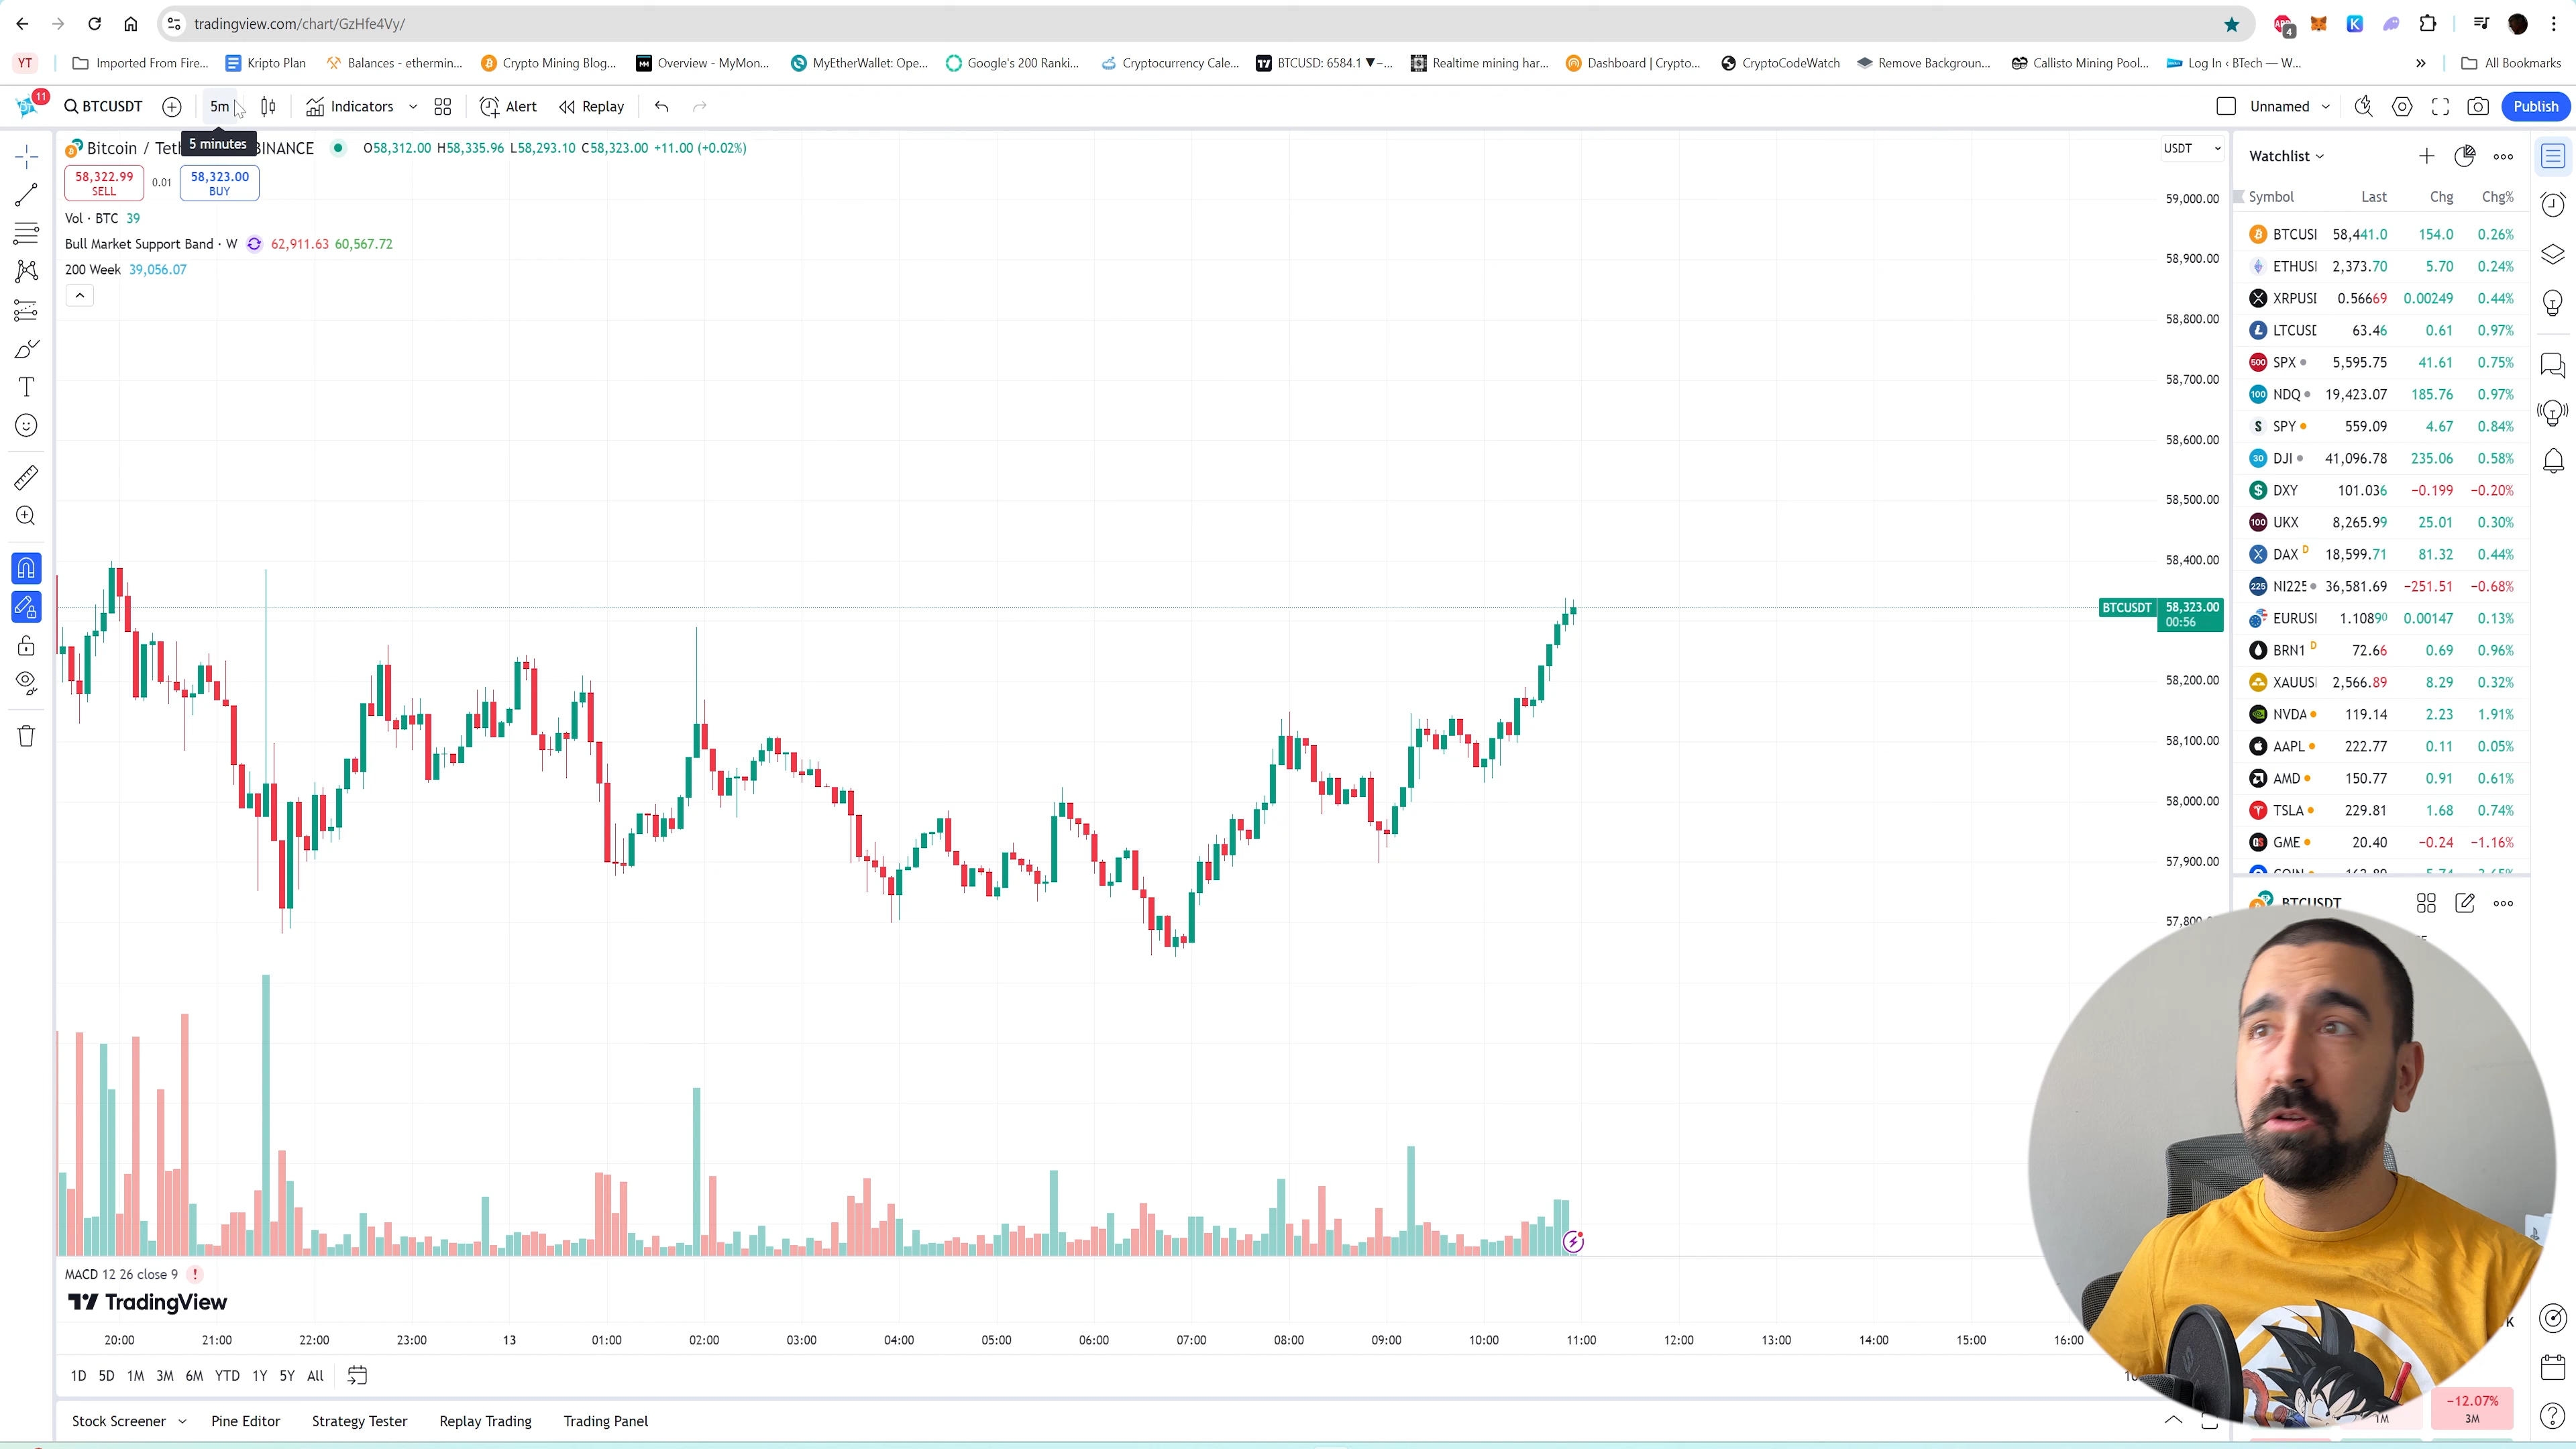 tradingview.com/chart/GzHfe4Vy/
4
YT
Imported From Fire...
Kripto Plan
Balances - ethermin...
Crypto Mining Blog...
Overview - MyMon...
MyEtherWallet: Ope...
Google's 200 Ranki...
Cryptocurrency Cale...
BTCUSD: 6584.1 ▼−...
Realtime mining har...
Dashboard | Crypto...
CryptoCodeWatch
Remove Backgroun...
Callisto Mining Pool...
Log In ‹ BTech — W...
»
All Bookmarks
11
BTCUSDT
5m
Indicators
Alert
Replay
Unnamed
Publish
5 minutes
Bitcoin / Tet
BINANCE
O58,312.00 H58,335.96 L58,293.10 C58,323.00 +11.00 (+0.02%)
USDT
58,322.99
SELL
0.01
58,323.00
BUY
Vol · BTC 39
Bull Market Support Band · W 62,911.63 60,567.72
200 Week 39,056.07
59,000.00
58,900.00
58,800.00
58,700.00
58,600.00
58,500.00
58,400.00
BTCUSDT 58,323.00
00:56
58,200.00
58,100.00
58,000.00
57,900.00
57,800
Watchlist
Symbol Last Chg Chg%
BTCUSI 58,441.0 154.0 0.26%
ETHUSI 2,373.70 5.70 0.24%
XRPUSI 0.56669 0.00249 0.44%
LTCUSI 63.46 0.61 0.97%
500 SPX 5,595.75 41.61 0.75%
100 NDQ 19,423.07 185.76 0.97%
S SPY 559.09 4.67 0.84%
30 DJI 41,096.78 235.06 0.58%
$ DXY 101.036 −0.199 −0.20%
100 UKX 8,265.99 25.01 0.30%
X DAX D 18,599.71 81.32 0.44%
225 NI225 36,581.69 −251.51 −0.68%
EURUSI 1.10890 0.00147 0.13%
BRN1 D 72.66 0.69 0.96%
XAUUSI 2,566.89 8.29 0.32%
NVDA 119.14 2.23 1.91%
AAPL 222.77 0.11 0.05%
AMD 150.77 0.91 0.61%
TSLA 229.81 1.68 0.74%
GME 20.40 −0.24 −1.16%
BTCUSDT
MACD 12 26 close 9 !
TradingView
20:00 21:00 22:00 23:00 13 01:00 02:00 03:00 04:00 05:00 06:00 07:00 08:00 09:00 10:00 11:00 12:00 13:00 14:00 15:00 16:00
1D 5D 1M 3M 6M YTD 1Y 5Y All
Stock Screener Pine Editor Strategy Tester Replay Trading Trading Panel
1M
−12.07%
3M